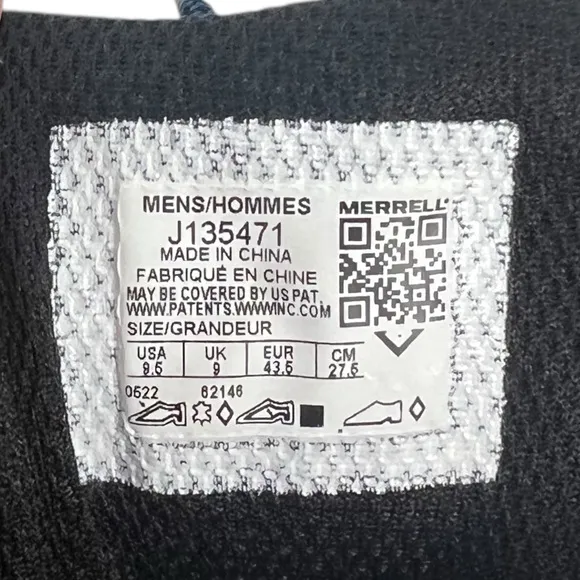 MENS/HOMMES
MERRELL
J135471
MADE IN CHINA
FABRIQUÉ EN CHINE
MAY BE COVERED BY US PAT.
WWW.PATENTS.WWWINC.COM
SIZE/GRANDEUR
USA UK EUR CM
9.5 9 43.5 27.5
0522 62146